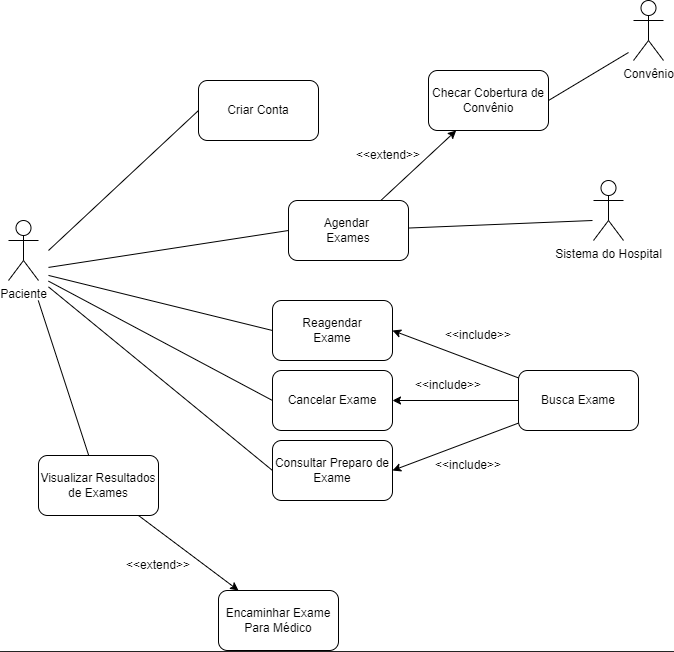 Convênio
Checar Cobertura de
Convênio
Criar Conta
<<extend>>
Agendar
Exames
Sistema do Hospital
Paciente
Reagendar
Exame
<<include>>
Cancelar Exame
<<include>>
Busca Exame
Consultar Preparo de
Exame
<<include>>
Visualizar Resultados
de Exames
<<extend>>
Encaminhar Exame
Para Médico